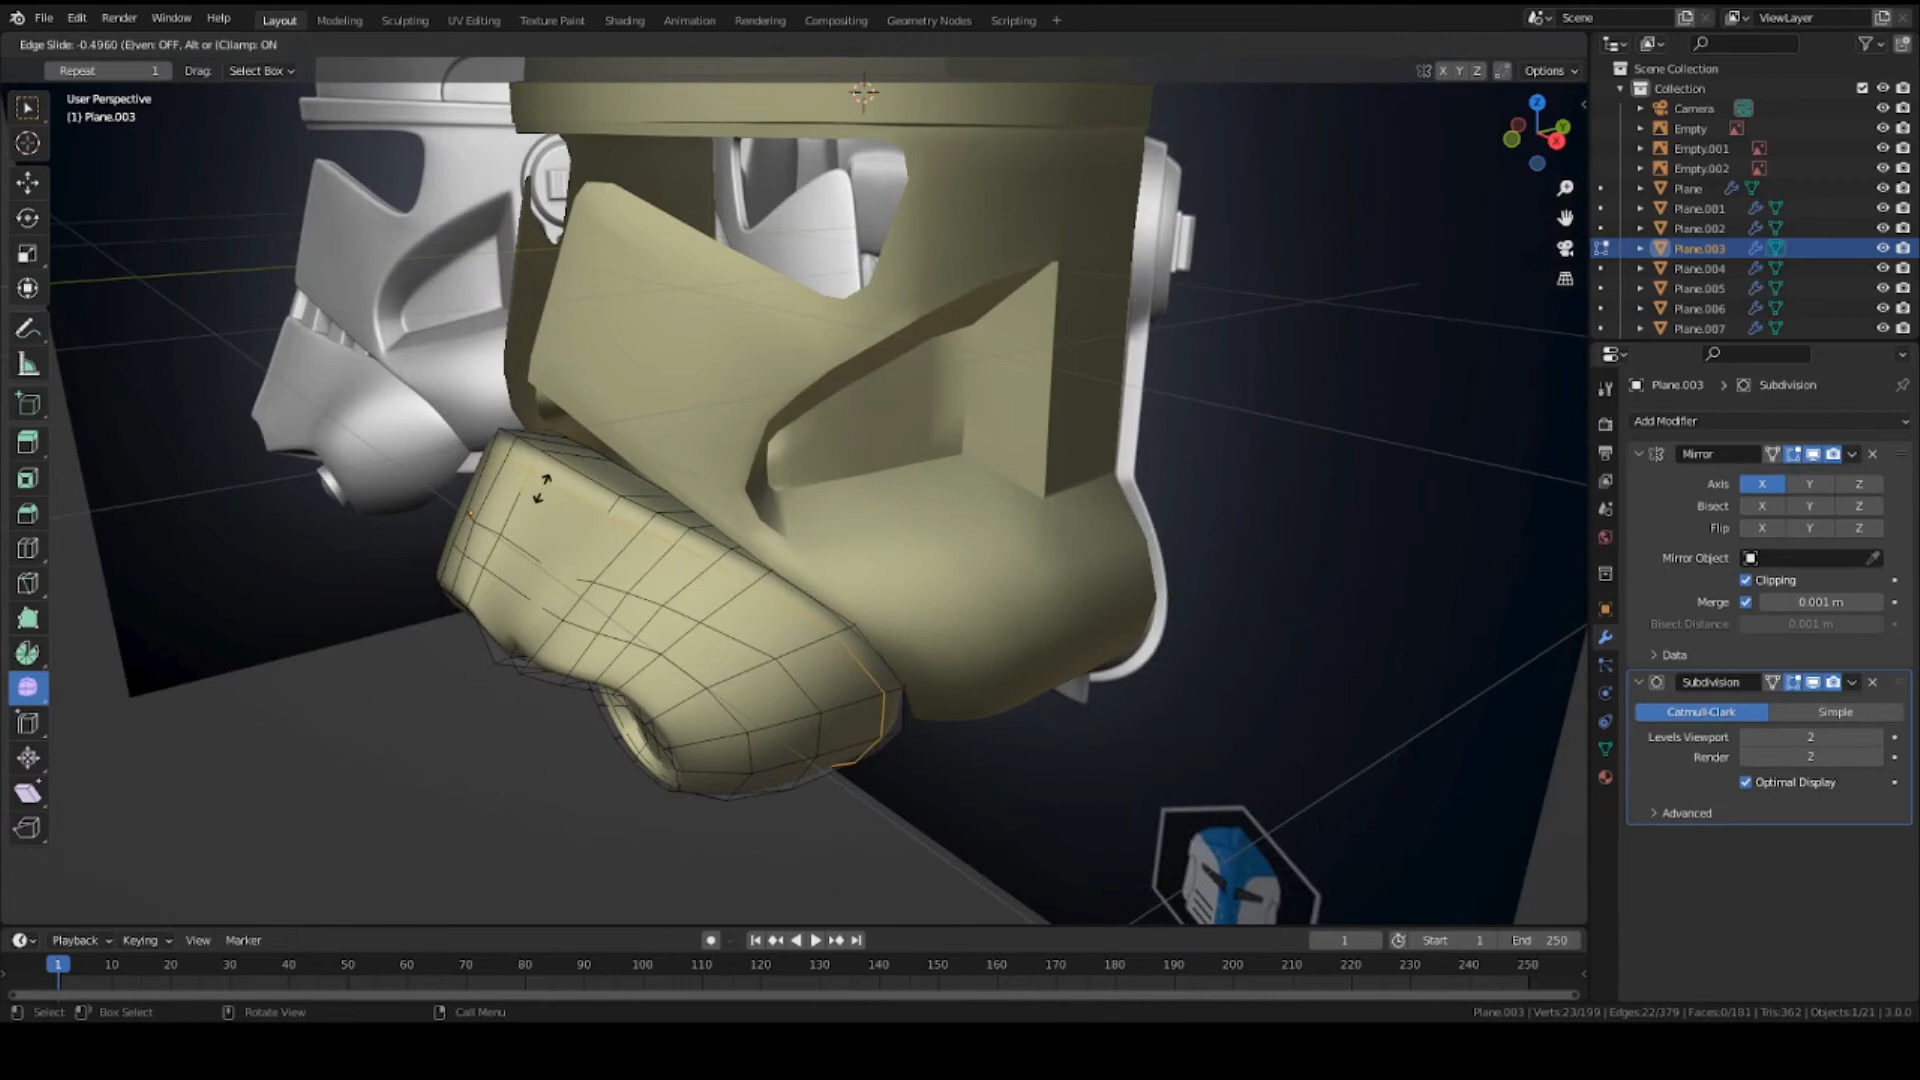 File Edit Render Window Help Layout Modeling Sculpting UV Editing Texture Paint Shading Animation Rendering Compositing Geometry Nodes Scripting + Scene ViewLayer
Edge Slide: -0.4960 (E)ven: OFF, Alt or (C)lamp: ON
Repeat 1 Drag: Select Box X Y Z Options
User Perspective
(1) Plane.003
Z
Y
X
Scene Collection
Collection
Camera
Empty
Empty.001
Empty.002
Plane
Plane.001
Plane.002
Plane.003
Plane.004
Plane.005
Plane.006
Plane.007
Plane.003 > Subdivision
Add Modifier
Mirror
Axis X Y Z
Bisect X Y Z
Flip X Y Z
Mirror Object
Clipping
Merge 0.001 m
Bisect Distance 0.001 m
Data
Subdivision
Catmull-Clark Simple
Levels Viewport 2
Render 2
Optimal Display
Advanced
Playback Keying View Marker 1 Start 1 End 250
1 10 20 30 40 50 60 70 80 90 100 110 120 130 140 150 160 170 180 190 200 210 220 230 240 250
Select Box Select Rotate View Call Menu Plane.003 | Verts:23/199 | Edges:22/379 | Faces:0/181 | Tris:362 | Objects:1/21 | 3.0.0